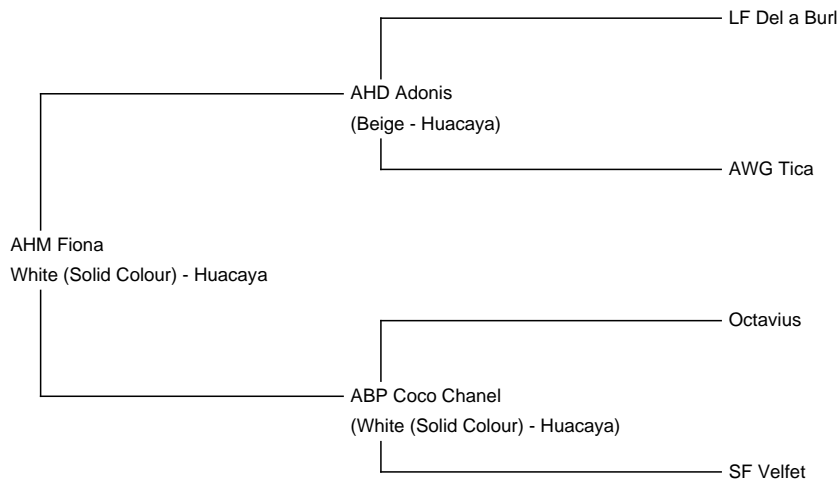 LF Del a Burl
AHD Adonis
(Beige - Huacaya)
AWG Tica
AHM Fiona
White (Solid Colour) - Huacaya
Octavius
ABP Coco Chanel
(White (Solid Colour) - Huacaya)
SF Velfet